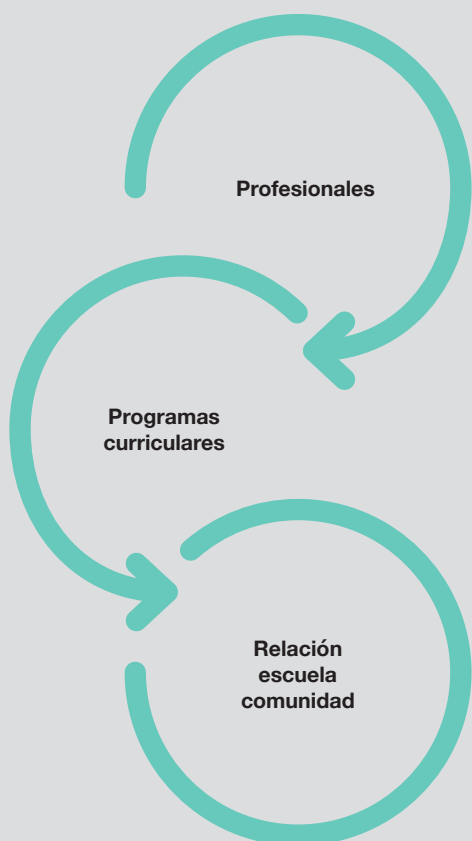 Profesionales
Programas
curriculares
Relación
escuela
comunidad